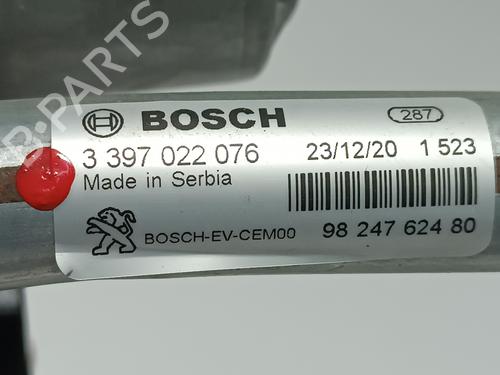 BOSCH 287
3 397 022 076 23/12/20 1 523
Made in Serbia
BOSCH-EV-CEM00 98 247 624 80